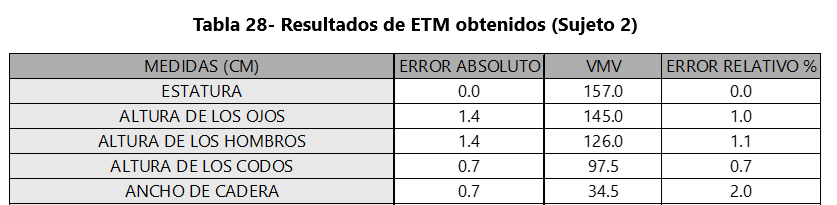 Tabla 28- Resultados de ETM obtenidos (Sujeto 2)
MEDIDAS (CM) ERROR ABSOLUTO VMV ERROR RELATIVO %
ESTATURA 0.0 157.0 0.0
ALTURA DE LOS OJOS 1.4 145.0 1.0
ALTURA DE LOS HOMBROS 1.4 126.0 1.1
ALTURA DE LOS CODOS 0.7 97.5 0.7
ANCHO DE CADERA 0.7 34.5 2.0